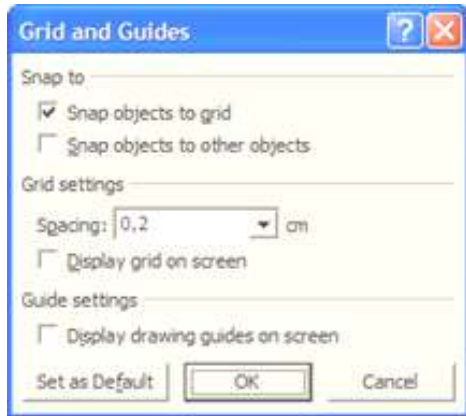 Grid and Guides
Snap to
Snap objects to grid
Snap objects to other objects
Grid settings
Spacing: 0,2 cm
Display grid on screen
Guide settings
Display drawing guides on screen
Set as Default OK Cancel